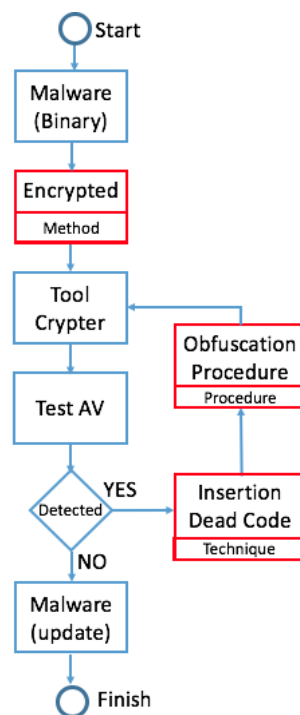 Start
Malware
(Binary)
Encrypted
Method
Tool
Crypter
Obfuscation
Procedure
Procedure
Test AV
YES
Detected
Insertion
Dead Code
Technique
NO
Malware
(update)
Finish